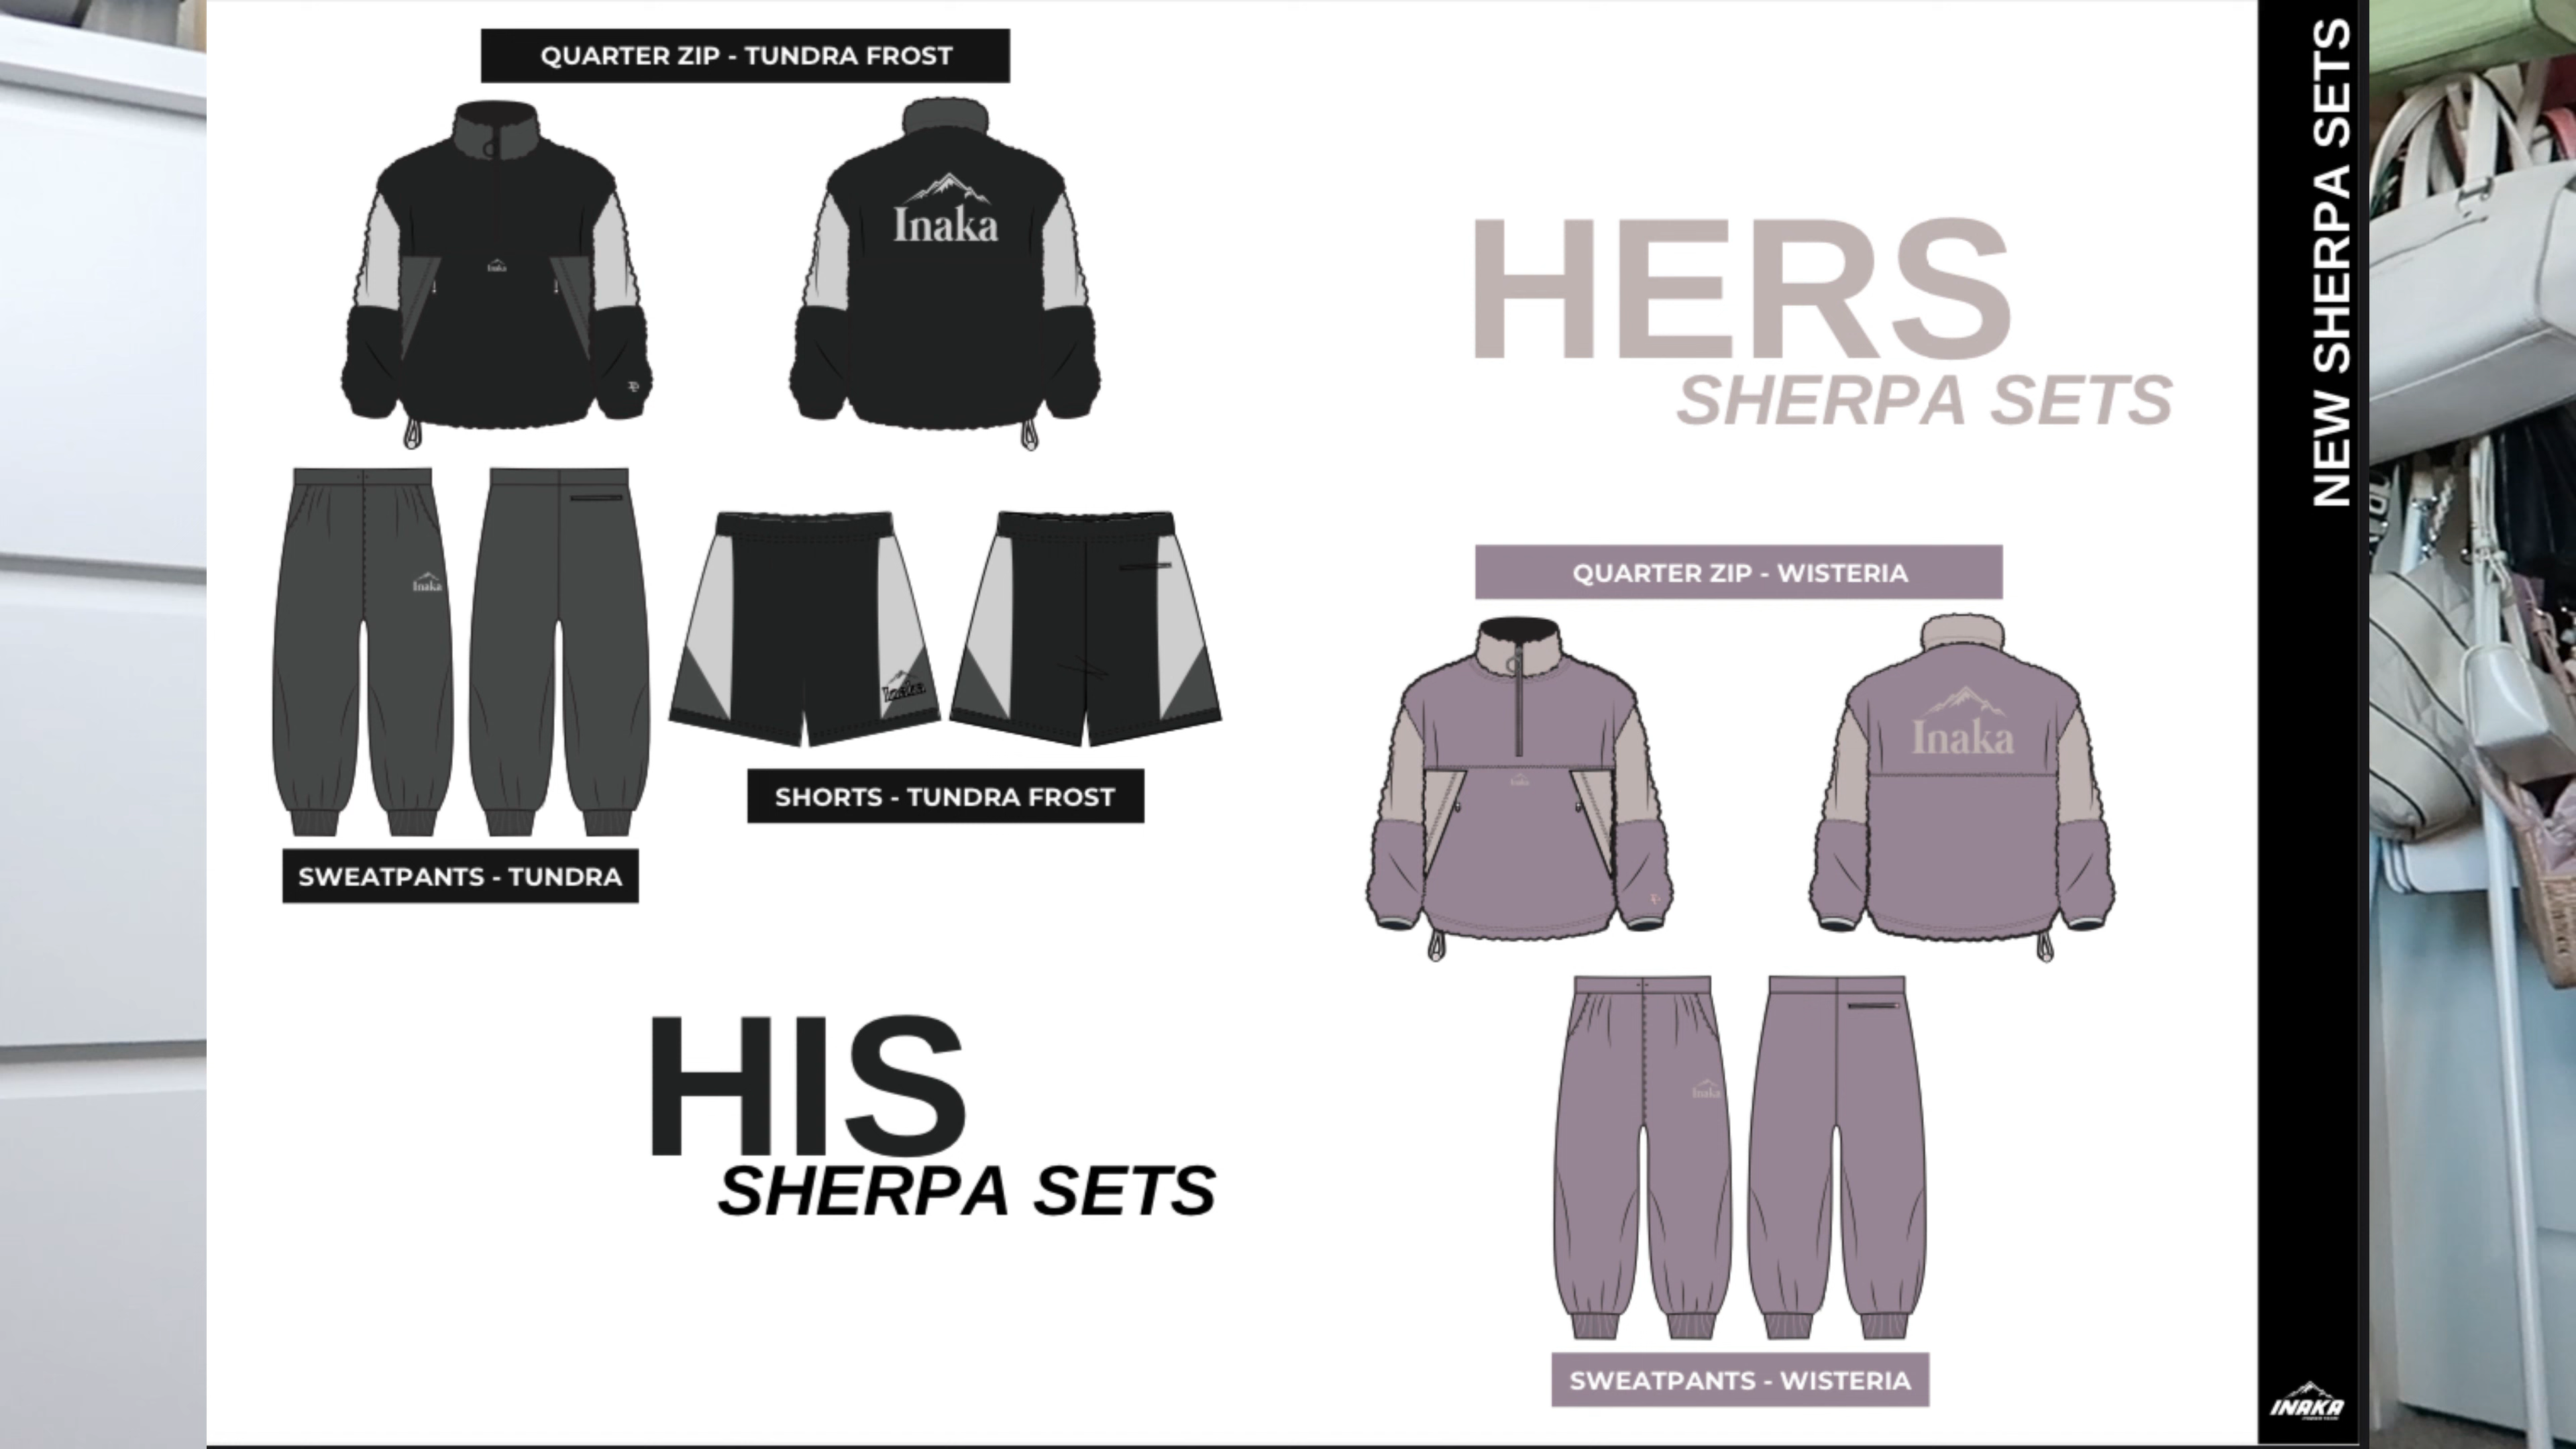 QUARTER ZIP - TUNDRA FROST
Inaka
Inaka
Inaka
Inaka
SHORTS - TUNDRA FROST
SWEATPANTS - TUNDRA
HIS
SHERPA SETS
HERS
SHERPA SETS
QUARTER ZIP - WISTERIA
Inaka
Inaka
Inaka
SWEATPANTS - WISTERIA
NEW SHERPA SETS
INAKA